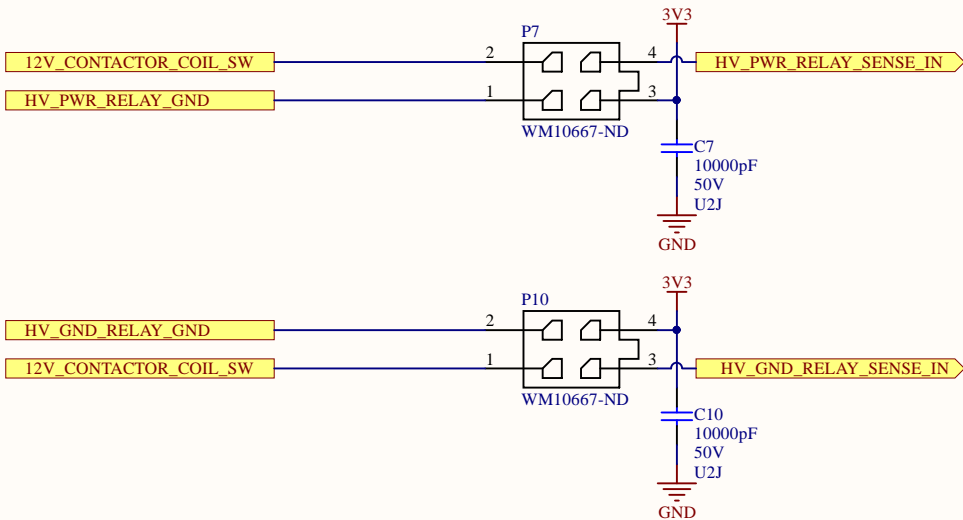 3V3
P7
12V_CONTACTOR_COIL_SW
2
4
HV_PWR_RELAY_SENSE_IN
HV_PWR_RELAY_GND
1
3
WM10667-ND
C7
10000pF
50V
U2J
GND
3V3
P10
HV_GND_RELAY_GND
2
4
12V_CONTACTOR_COIL_SW
1
3
HV_GND_RELAY_SENSE_IN
WM10667-ND
C10
10000pF
50V
U2J
GND